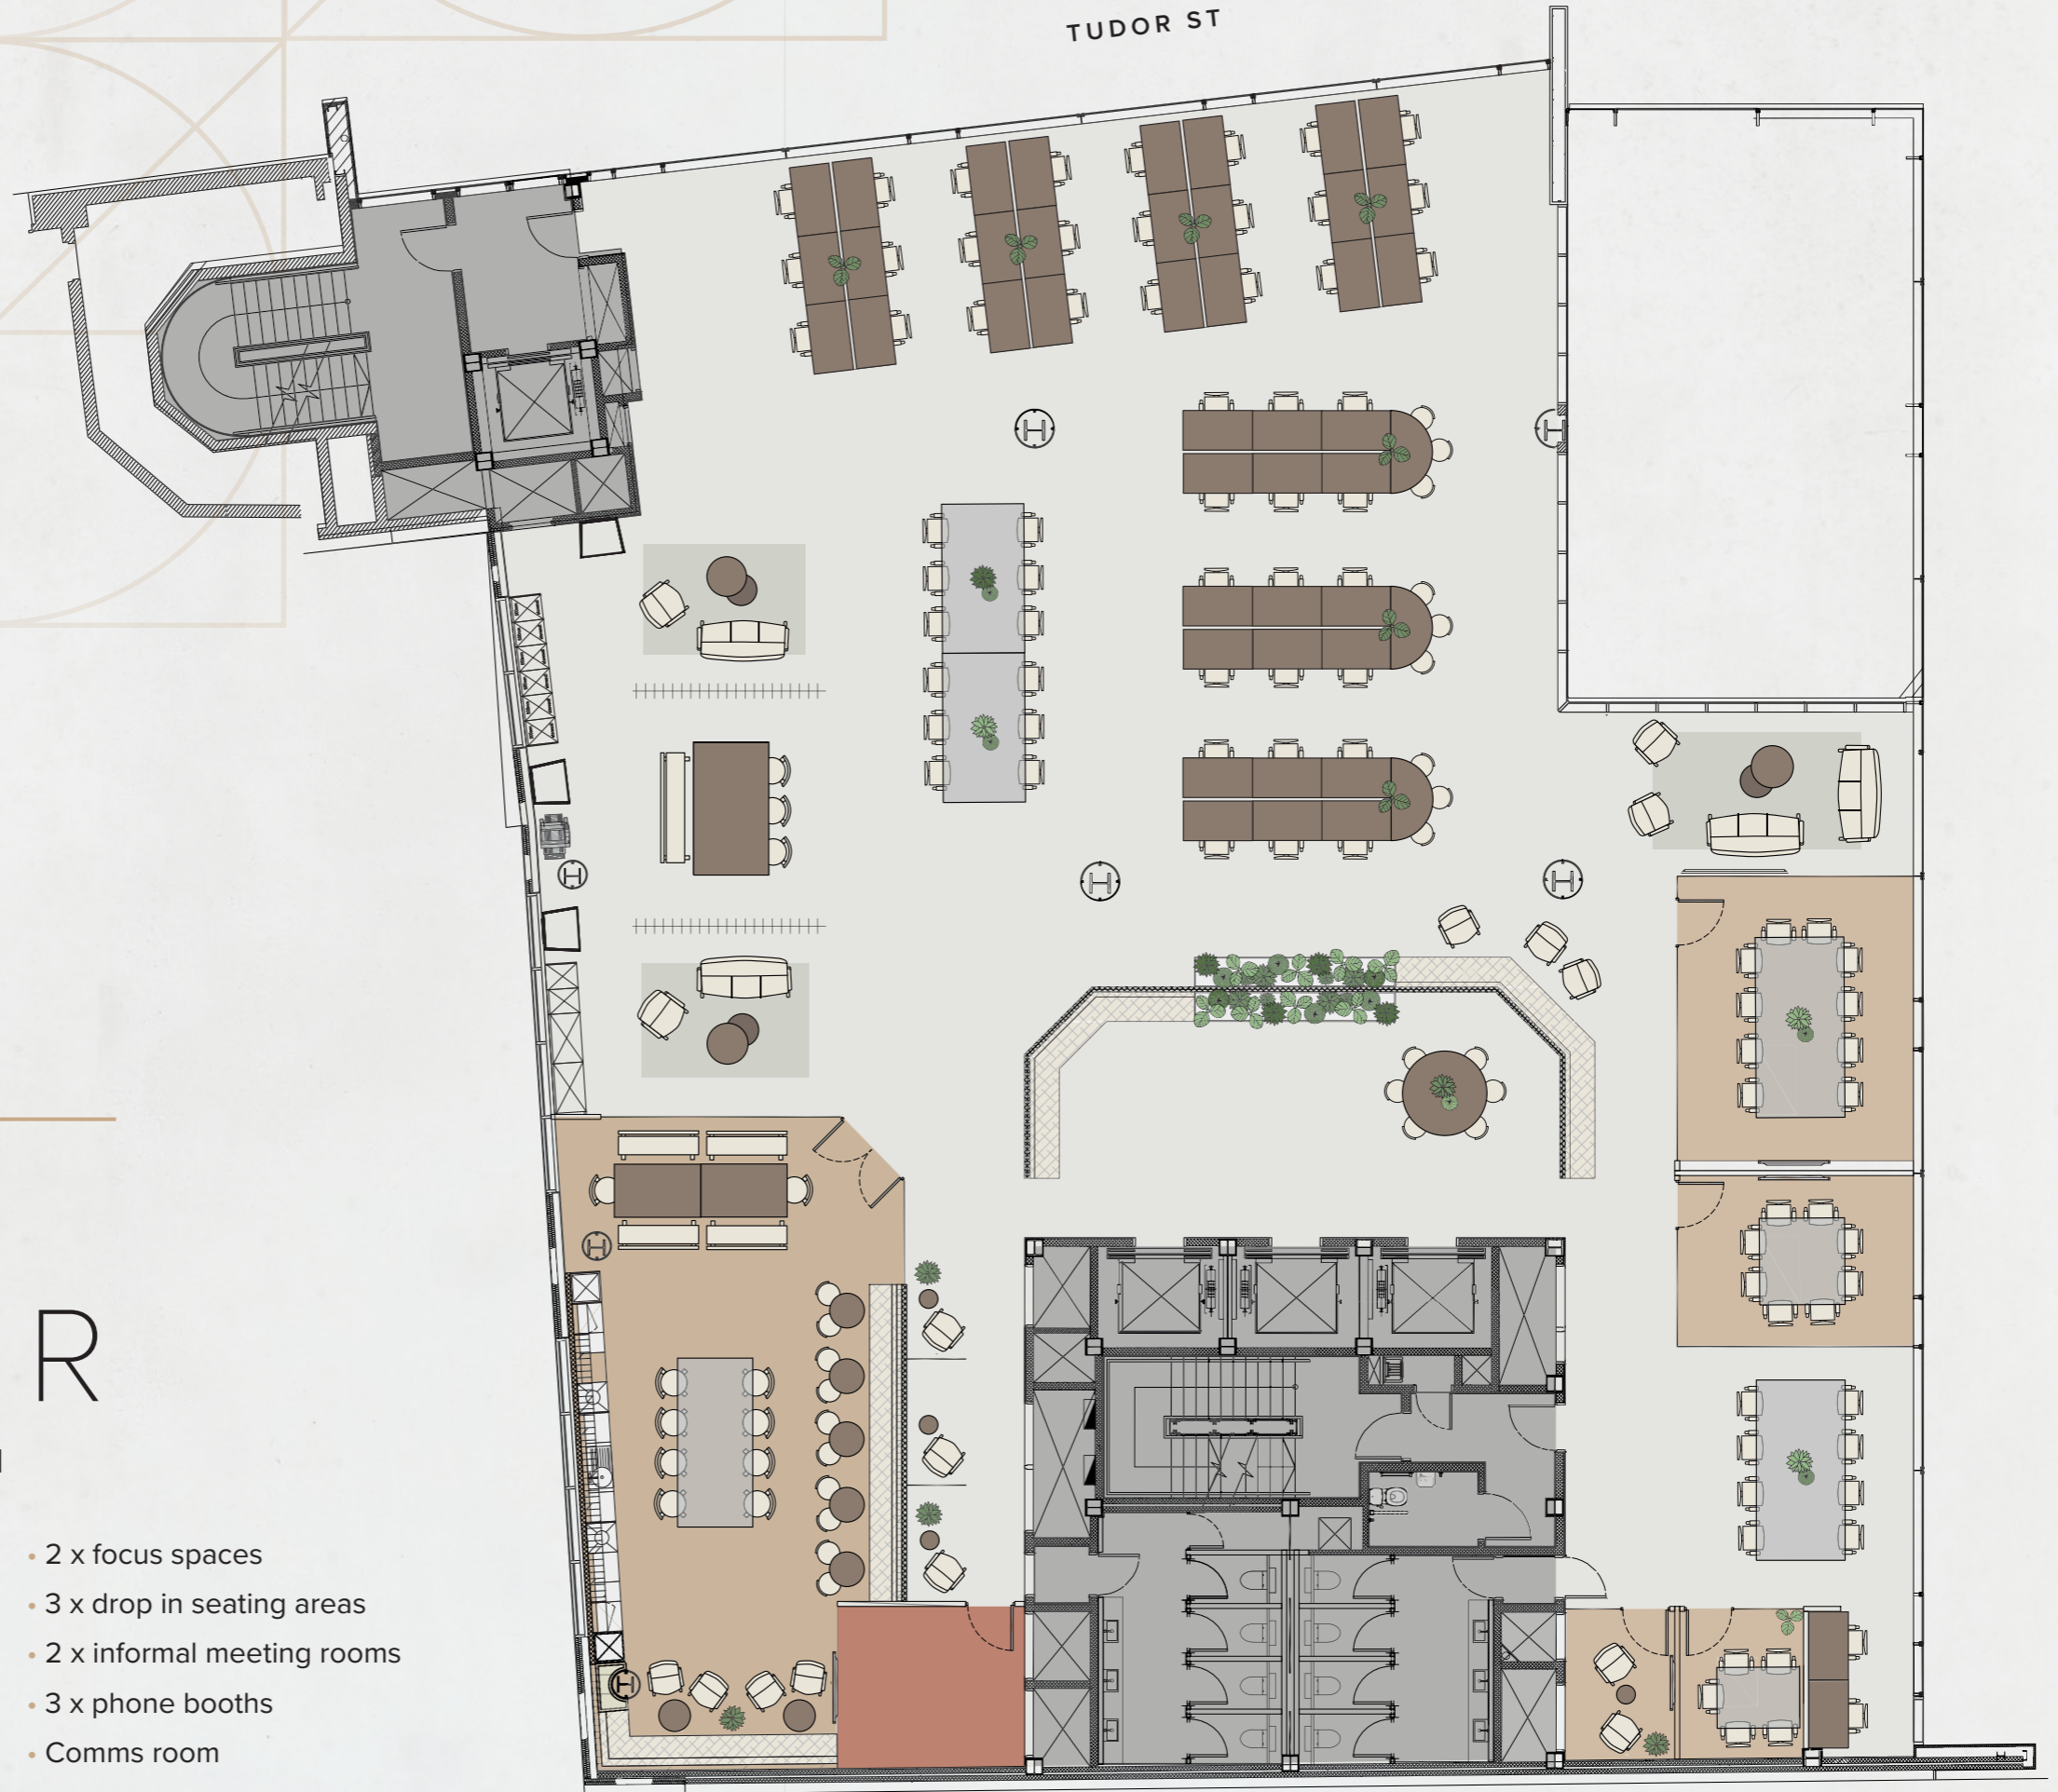 TUDOR ST
R
• 2 x focus spaces
• 3 x drop in seating areas
• 2 x informal meeting rooms
• 3 x phone booths
• Comms room